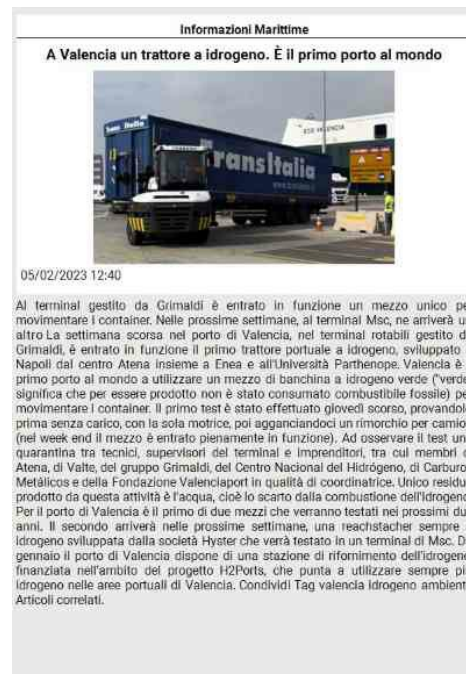 Informazioni Marittime
A Valencia un trattore a idrogeno. È il primo porto al mondo
Trans Italia
ransitalia
05/02/2023 12:40
Al terminal gestito da Grimaldi è entrato in funzione un mezzo unico pe
movimentare i container. Nelle prossime settimane, al terminal Msc, ne arriverà u
altro La settimana scorsa nel porto di Valencia, nel terminal rotabili gestito d
Grimaldi, è entrato in funzione il primo trattore portuale a idrogeno, sviluppato
Napoli dal centro Atena insieme a Enea e all'Università Parthenope. Valencia è
primo porto al mondo a utilizzare un mezzo di banchina a idrogeno verde ("verde
significa che per essere prodotto non è stato consumato combustibile fossile) pe
movimentare i container. Il primo test è stato effettuato giovedì scorso, provandol
prima senza carico, con la sola motrice, poi agganciandoci un rimorchio per camio
(nel week end il mezzo è entrato pienamente in funzione). Ad osservare il test un
quarantina tra tecnici, supervisori del terminal e imprenditori, tra cui membri d
Atena, di Valte, del gruppo Grimaldi, del Centro Nacional del Hidrógeno, di Carburo
Metálicos e della Fondazione Valenciaport in qualità di coordinatrice. Unico residu
prodotto da questa attività è l'acqua, cioè lo scarto dalla combustione dell'idrogeno
Per il porto di Valencia è il primo di due mezzi che verranno testati nei prossimi du
anni. Il secondo arriverà nelle prossime settimane, una reachstacher sempre
idrogeno sviluppata dalla società Hyster che verrà testato in un terminal di Msc. D
gennaio il porto di Valencia dispone di una stazione di rifornimento dell'idrogeno
finanziata nell'ambito del progetto H2Ports, che punta a utilizzare sempre pi
idrogeno nelle aree portuali di Valencia. Condividi Tag valencia idrogeno ambient
Articoli correlati.